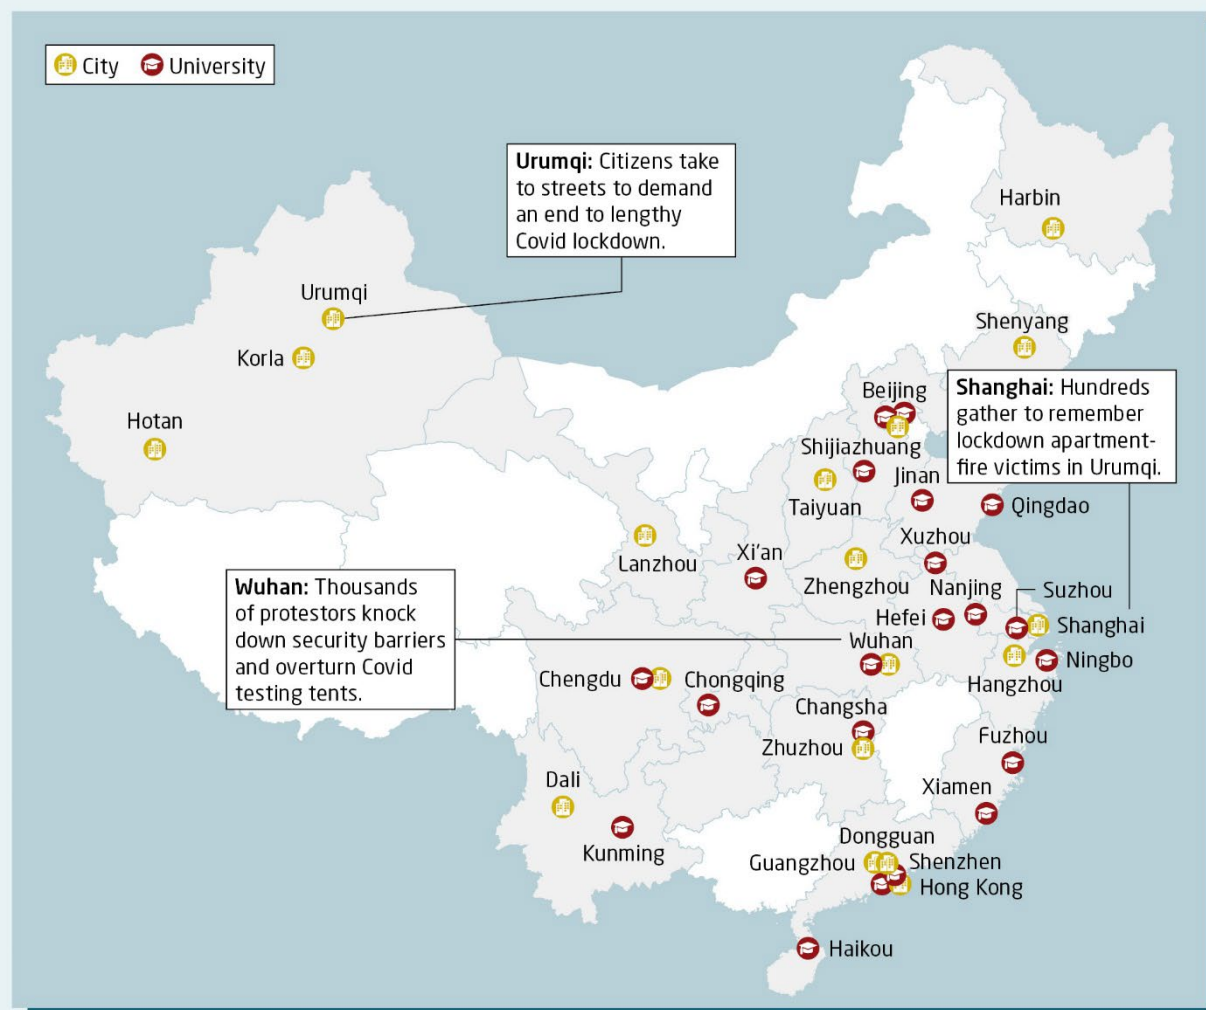 City
University
Urumqi: Citizens take
to streets to demand
an end to lengthy
Covid lockdown.
Harbin
Urumqi
Shenyang
Korla
Beijing
Shanghai: Hundreds
gather to remember
lockdown apartment-
fire victims in Urumqi.
Hotan
Shijiazhuang
Jinan
Taiyuan
Qingdao
Xuzhou
Lanzhou
Xi'an
Zhengzhou
Nanjing
Suzhou
Wuhan: Thousands
of protestors knock
down security barriers
and overturn Covid
testing tents.
Hefei
Shanghai
Wuhan
Ningbo
Chengdu
Chongqing
Hangzhou
Changsha
Zhuzhou
Fuzhou
Dali
Xiamen
Kunming
Dongguan
Guangzhou
Shenzhen
Hong Kong
Haikou